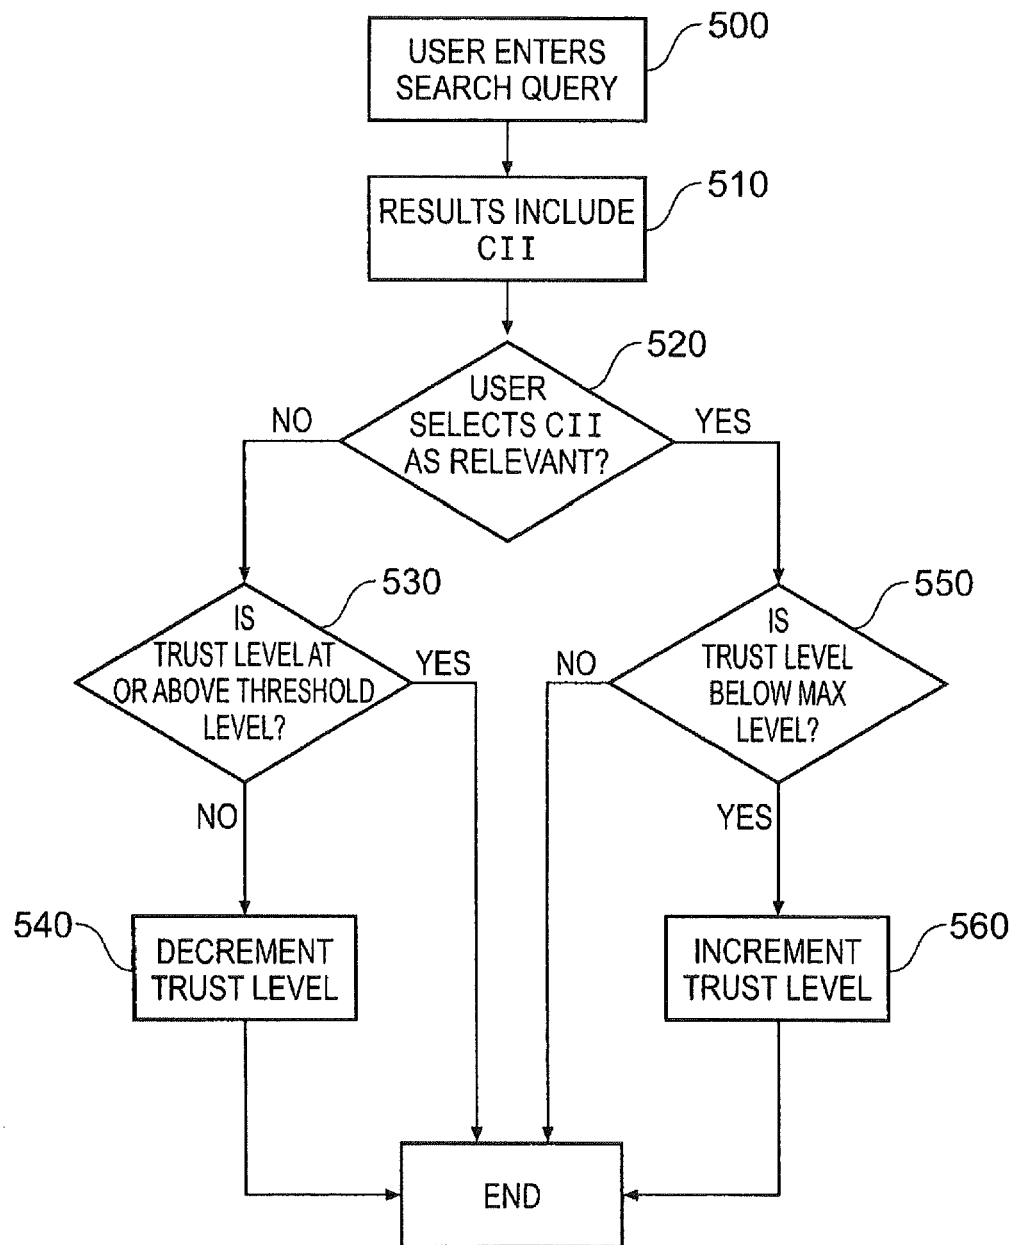 500
USER ENTERS
SEARCH QUERY
510
RESULTS INCLUDE
CII
520
USER
SELECTS CII
AS RELEVANT?
NO
YES
530
IS
TRUST LEVEL AT
OR ABOVE THRESHOLD
LEVEL?
YES
NO
550
IS
TRUST LEVEL
BELOW MAX
LEVEL?
NO
YES
540
DECREMENT
TRUST LEVEL
560
INCREMENT
TRUST LEVEL
END